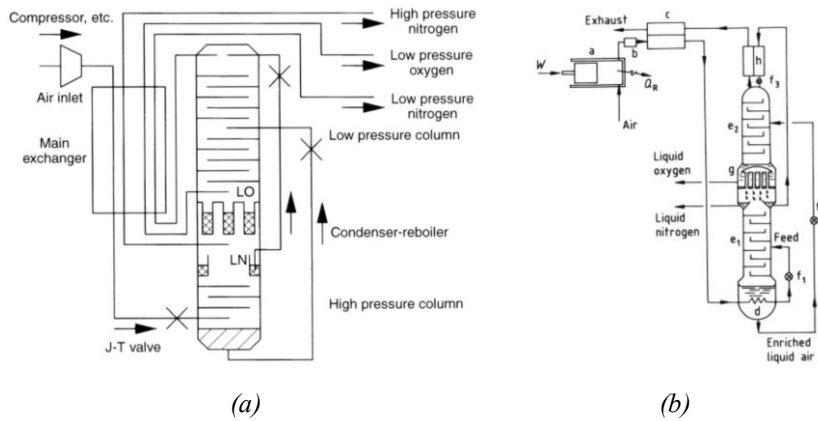 Compressor, etc.
Air inlet
Main
exchanger
J-T valve
High pressure
nitrogen
Low pressure
oxygen
Low pressure
nitrogen
Low pressure column
LO
Condenser-reboiler
LN
High pressure column
(a)
Exhaust
c
a
b
W
Q_R
Air
h
f_3
e_2
Liquid
oxygen
g
Liquid
nitrogen
e_1
Feed
f_1
d
Enriched
liquid air
(b)